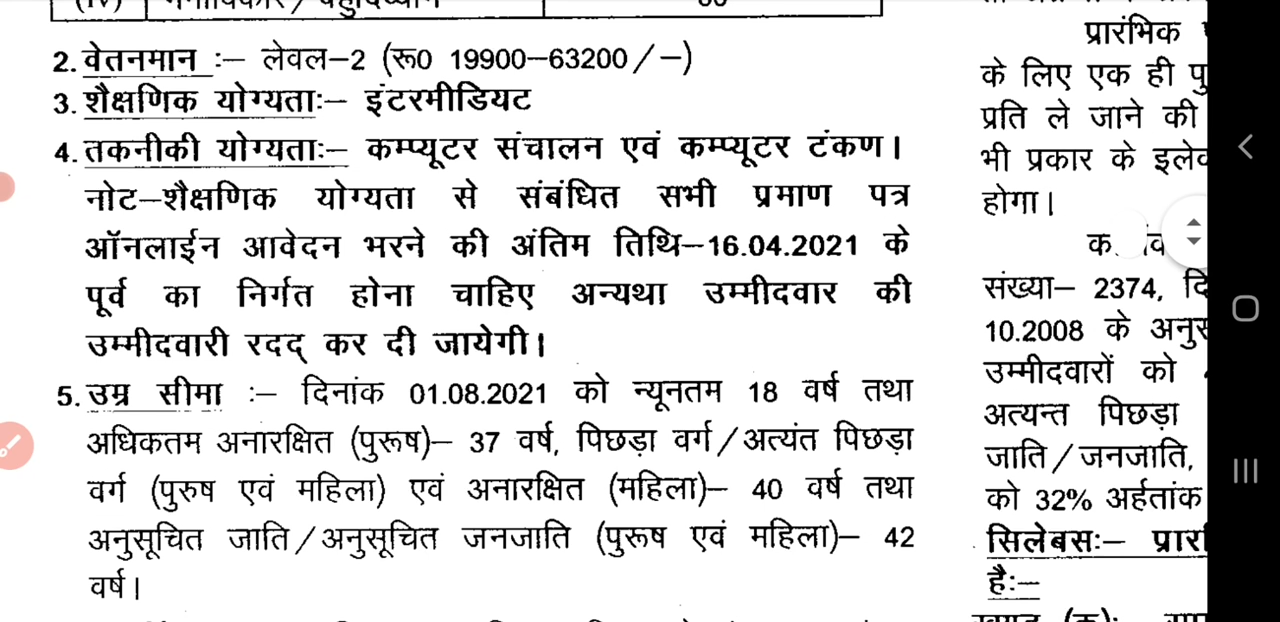 2. वेतनमान :– लेवल–2 (रू0 19900–63200/–)
3. शैक्षणिक योग्यताः– इंटरमीडियट
4. तकनीकी योग्यताः– कम्प्यूटर संचालन एवं कम्प्यूटर टंकण।
नोट–शैक्षणिक योग्यता से संबंधित सभी प्रमाण पत्र
ऑनलाईन आवेदन भरने की अंतिम तिथि–16.04.2021 के
पूर्व का निर्गत होना चाहिए अन्यथा उम्मीदवार की
उम्मीदवारी रदद् कर दी जायेगी।
5. उम्र सीमा :– दिनांक 01.08.2021 को न्यूनतम 18 वर्ष तथा
अधिकतम अनारक्षित (पुरूष)– 37 वर्ष, पिछड़ा वर्ग/अत्यंत पिछड़ा
वर्ग (पुरुष एवं महिला) एवं अनारक्षित (महिला)– 40 वर्ष तथा
अनुसूचित जाति/अनुसूचित जनजाति (पुरूष एवं महिला)– 42
वर्ष।
प्रारंभिक
के लिए एक ही
प्रति ले जाने की
भी प्रकार के
होगा।
संख्या– 2374,
10.2008 के
उम्मीदवारों को
अत्यन्त पिछड़ा
जाति/जनजाति,
को 32% अर्हतांक
सिलेबसः–
है:–